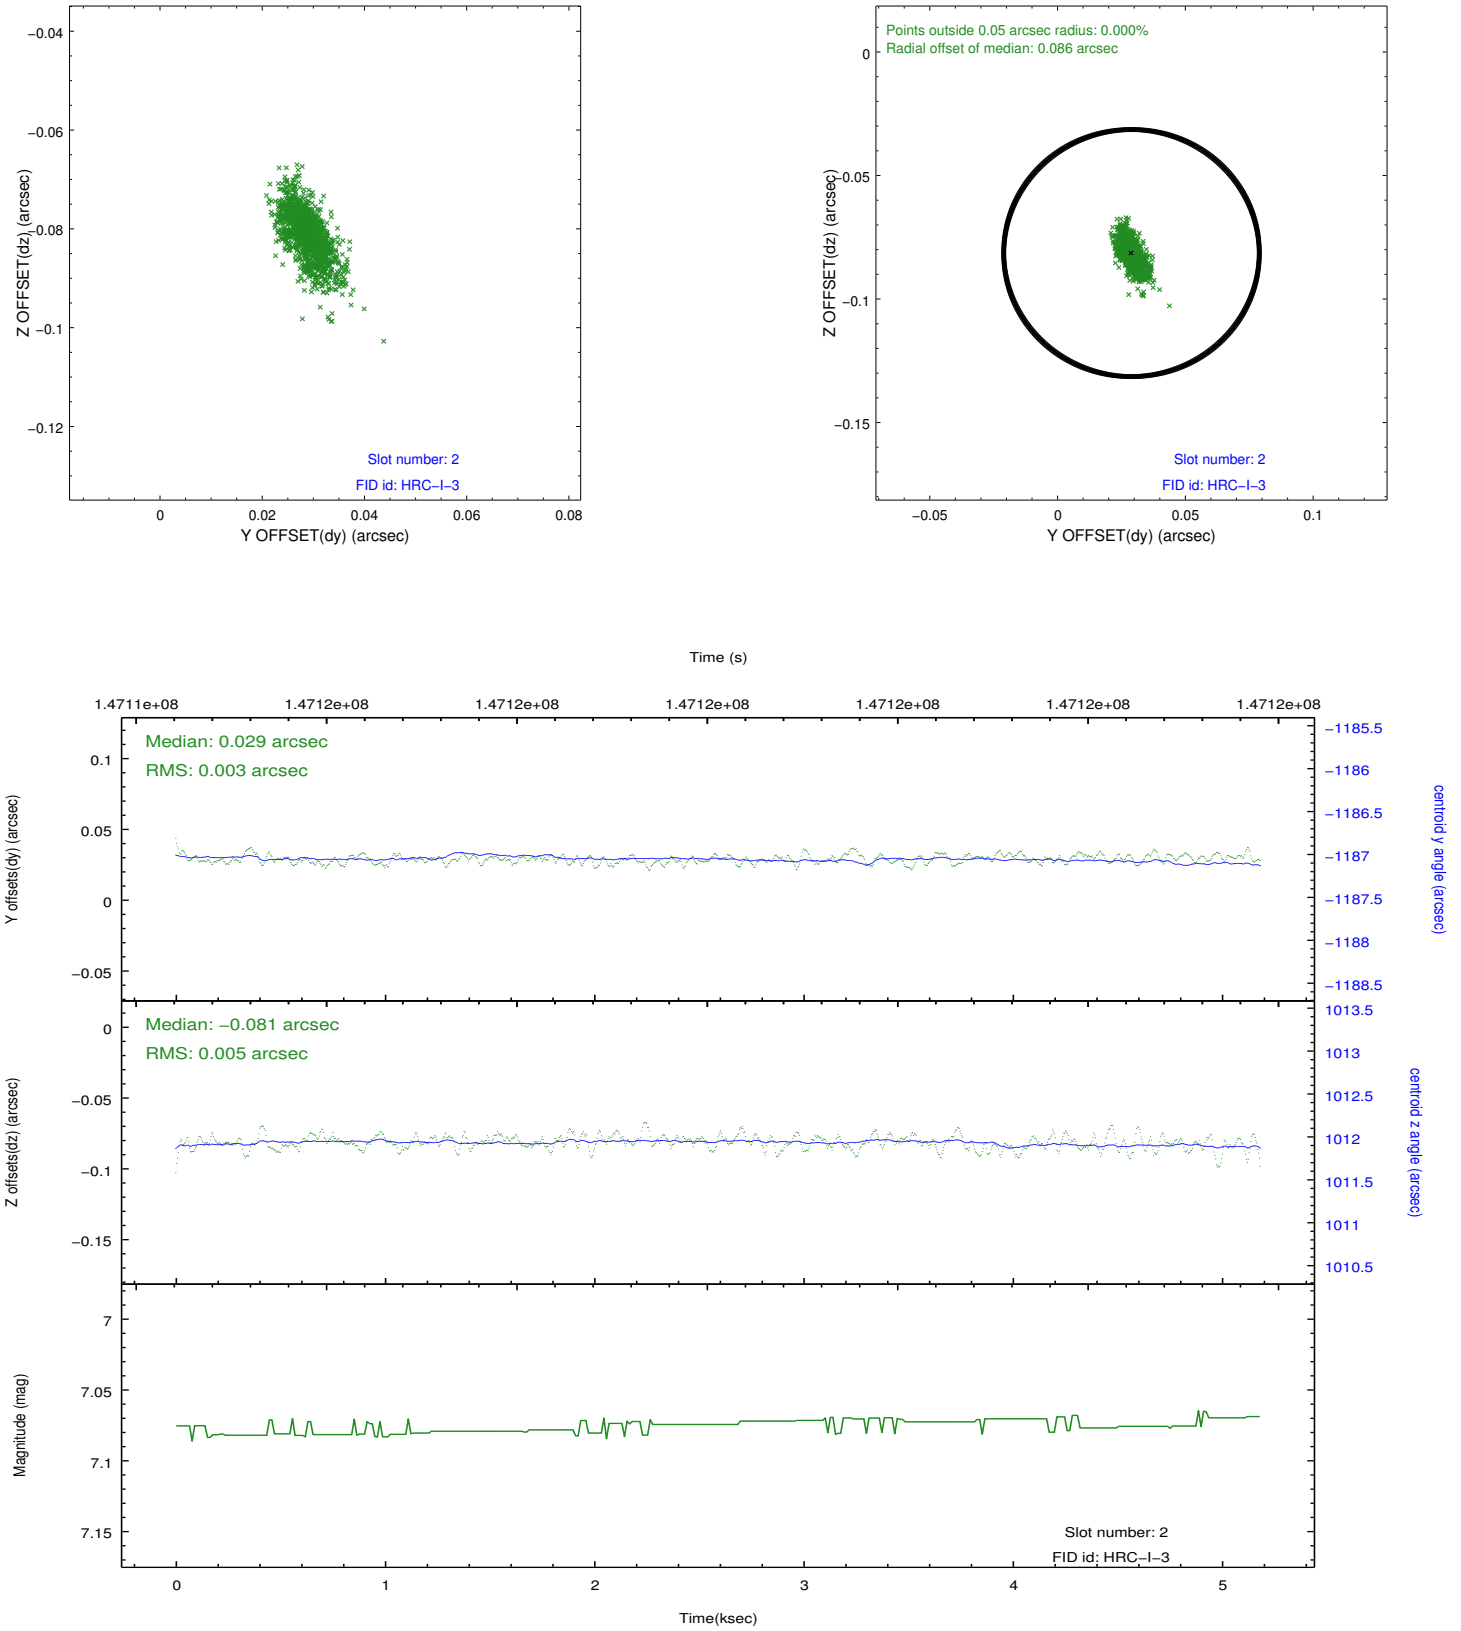 −0.04
−0.06
−0.08
−0.1
−0.12
Z OFFSET(dz) (arcsec)
Slot number: 2
FID id: HRC−I−3
0 0.02 0.04 0.06 0.08
Y OFFSET(dy) (arcsec)
Points outside 0.05 arcsec radius: 0.000%
Radial offset of median: 0.086 arcsec
0
−0.05
−0.1
−0.15
Z OFFSET(dz) (arcsec)
Slot number: 2
FID id: HRC−I−3
−0.05 0 0.05 0.1
Y OFFSET(dy) (arcsec)
Time (s)
1.4711e+08 1.4712e+08 1.4712e+08 1.4712e+08 1.4712e+08 1.4712e+08 1.4712e+08
Median: 0.029 arcsec
RMS: 0.003 arcsec
0.1
0.05
0
−0.05
Y offsets(dy) (arcsec)
−1185.5
−1186
−1186.5
−1187
−1187.5
−1188
−1188.5
centroid y angle (arcsec)
Median: −0.081 arcsec
RMS: 0.005 arcsec
0
−0.05
−0.1
−0.15
Z offsets(dz) (arcsec)
1013.5
1013
1012.5
1012
1011.5
1011
1010.5
centroid z angle (arcsec)
7
7.05
7.1
7.15
Magnitude (mag)
Slot number: 2
FID id: HRC−I−3
0 1 2 3 4 5
Time(ksec)